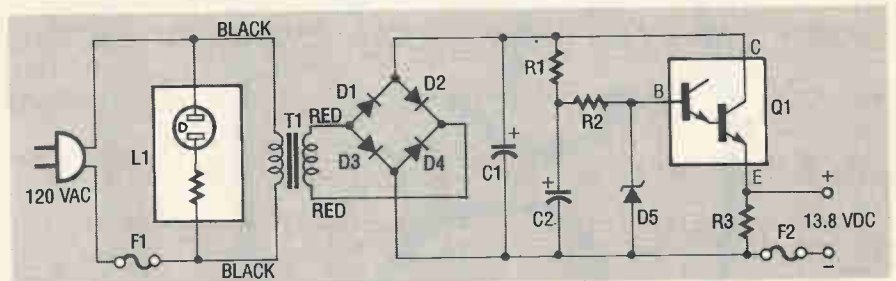 BLACK
C
R1
D1
D2
B
Q1
D
T1
RED
R2
L1
D3
D4
+
C1
E
+
120 VAC
+
C2
D5
R3
13.8 VDC
RED
F1
F2
-
BLACK